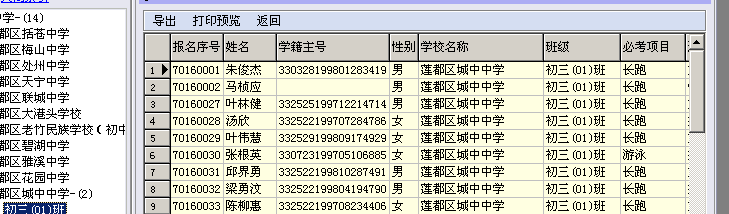 学-(14)
都区括苍中学
都区梅山中学
都区处州中学
都区天宁中学
都区联城中学
都区大港头学校
都区老竹民族学校(初中
都区碧湖中学
都区雅溪中学
都区花园中学
都区城中中学-(2)
初三(01)班
导出 打印预览 返回
报名序号 姓名 学籍主号 性别 学校名称 班级 必考项目
1 70160001 朱俊杰 330328199801283419 男 莲都区城中中学 初三(01)班 长跑
2 70160002 马桢应 男 莲都区城中中学 初三(01)班 长跑
3 70160027 叶林健 332525199712214714 男 莲都区城中中学 初三(01)班 长跑
4 70160028 汤欣 332522199707284786 女 莲都区城中中学 初三(01)班 长跑
5 70160029 叶伟慧 332529199809174929 女 莲都区城中中学 初三(01)班 长跑
6 70160030 张根英 330723199705106885 女 莲都区城中中学 初三(01)班 游泳
7 70160031 邱界勇 332522199810287491 男 莲都区城中中学 初三(01)班 长跑
8 70160032 梁勇汶 332522199804194790 男 莲都区城中中学 初三(01)班 长跑
9 70160033 陈柳惠 332522199708234406 女 莲都区城中中学 初三(01)班 长跑